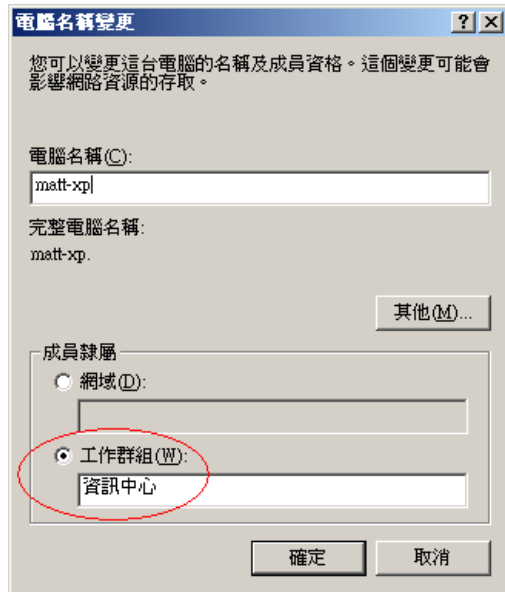 電腦名稱變更
您可以變更這台電腦的名稱及成員資格。這個變更可能會
影響網路資源的存取。
電腦名稱(C):
matt-xp
完整電腦名稱:
matt-xp.
其他(M)...
成員隸屬
網域(D):
工作群組(W):
資訊中心
確定
取消